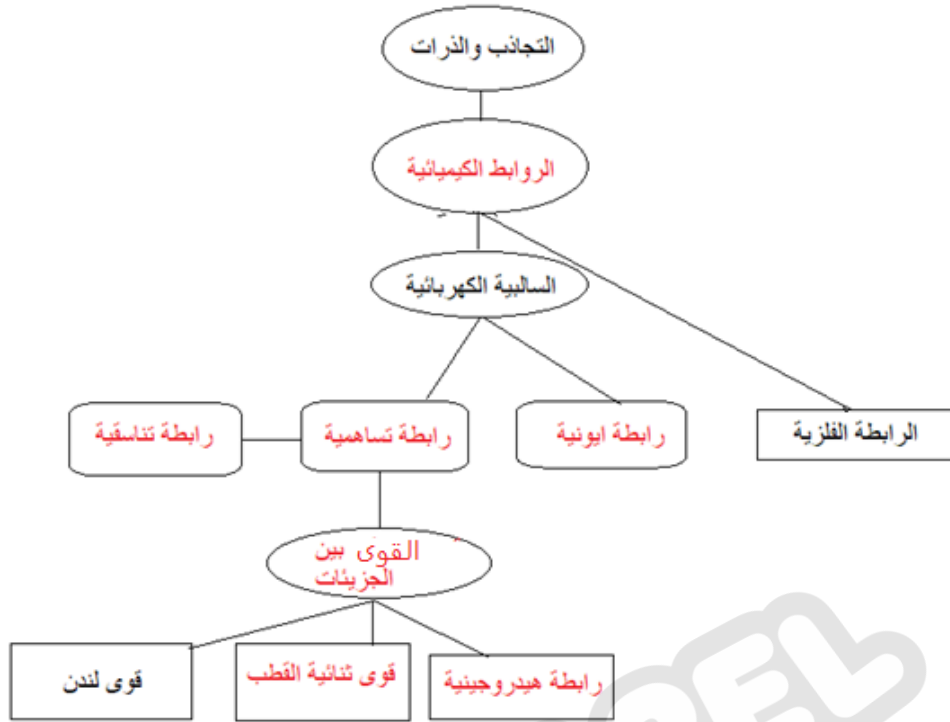 التجاذب والذرات
الروابط الكيميائية
السالبية الكهربائية
الرابطة الفلزية
رابطة ايونية
رابطة تساهمية
رابطة تناسقية
القوى بين
الجزيئات
رابطة هيدروجينية
قوى ثنائية القطب
قوى لندن